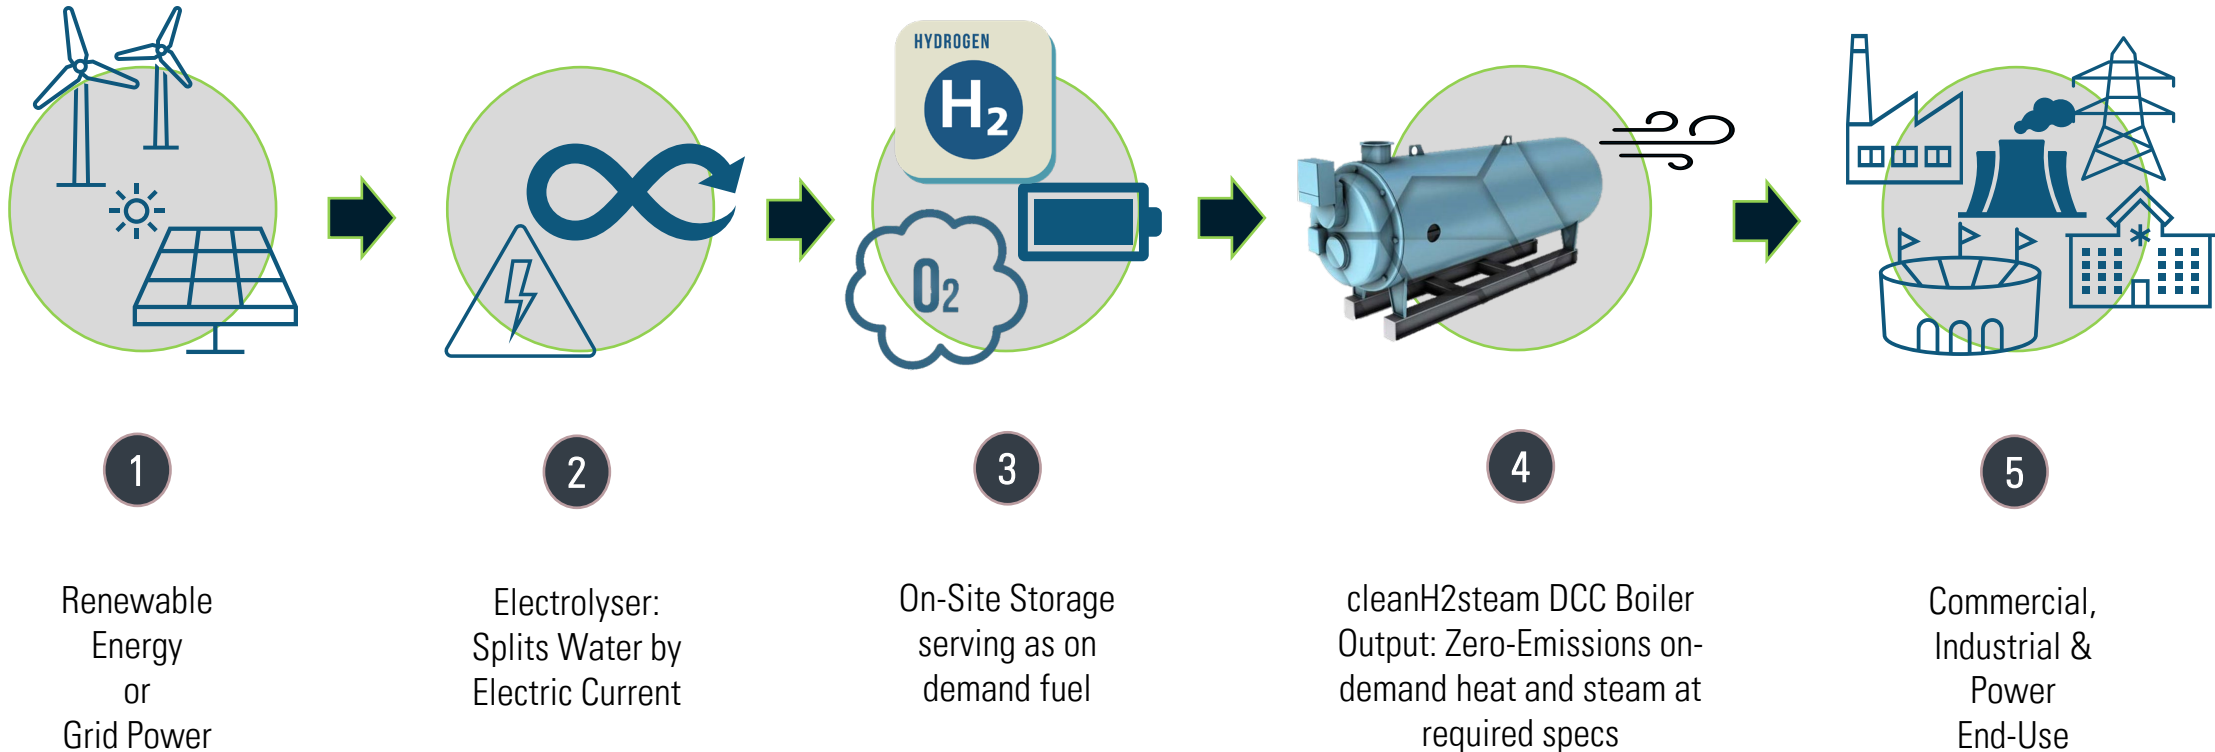 HYDROGEN
H₂
O2
1
2
3
4
5
Renewable
Energy
or
Grid Power
Electrolyser:
Splits Water by
Electric Current
On-Site Storage
serving as on
demand fuel
cleanH2steam DCC Boiler
Output: Zero-Emissions on-
demand heat and steam at
required specs
Commercial,
Industrial &
Power
End-Use